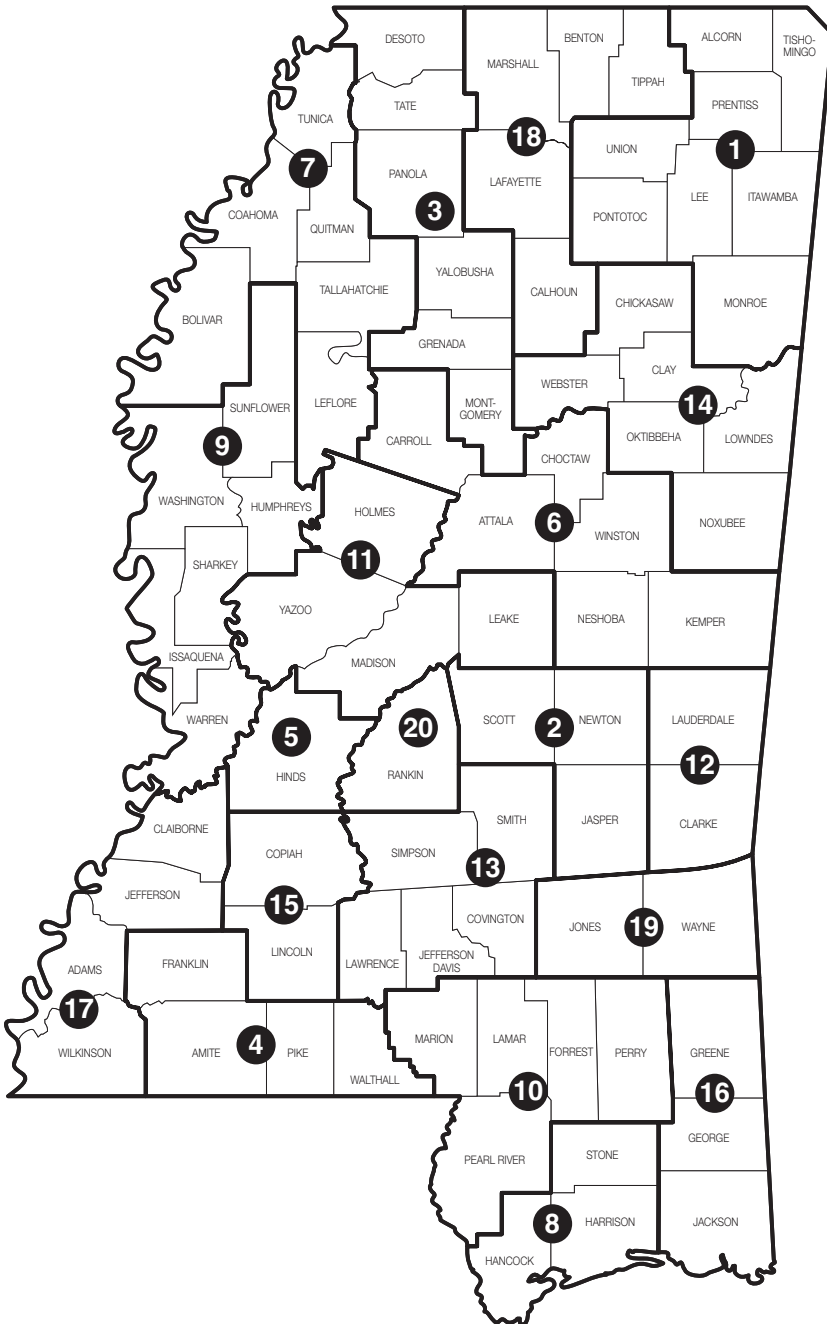 DESOTO
BENTON
ALCORN
TISHO-
MINGO
MARSHALL
TIPPAH
TATE
PRENTISS
TUNICA
18
UNION
1
7
PANOLA
LAFAYETTE
3
PONTOTOC
LEE
ITAWAMBA
COAHOMA
QUITMAN
YALOBUSHA
TALLAHATCHIE
CALHOUN
CHICKASAW
MONROE
BOLIVAR
GRENADA
CLAY
WEBSTER
SUNFLOWER
LEFLORE
MONT-
GOMERY
14
9
CARROLL
OKTIBBEHA
LOWNDES
CHOCTAW
WASHINGTON
HUMPHREYS
HOLMES
ATTALA
6
WINSTON
NOXUBEE
SHARKEY
11
YAZOO
LEAKE
NESHOBA
KEMPER
ISSAQUENA
MADISON
WARREN
5
20
SCOTT
2
NEWTON
LAUDERDALE
HINDS
RANKIN
12
CLAIBORNE
COPIAH
SIMPSON
SMITH
JASPER
CLARKE
13
JEFFERSON
15
COVINGTON
JONES
19
WAYNE
ADAMS
FRANKLIN
LINCOLN
LAWRENCE
JEFFERSON
DAVIS
17
WILKINSON
AMITE
4
PIKE
WALTHALL
MARION
LAMAR
FORREST
PERRY
GREENE
10
16
GEORGE
PEARL RIVER
STONE
8
HARRISON
JACKSON
HANCOCK